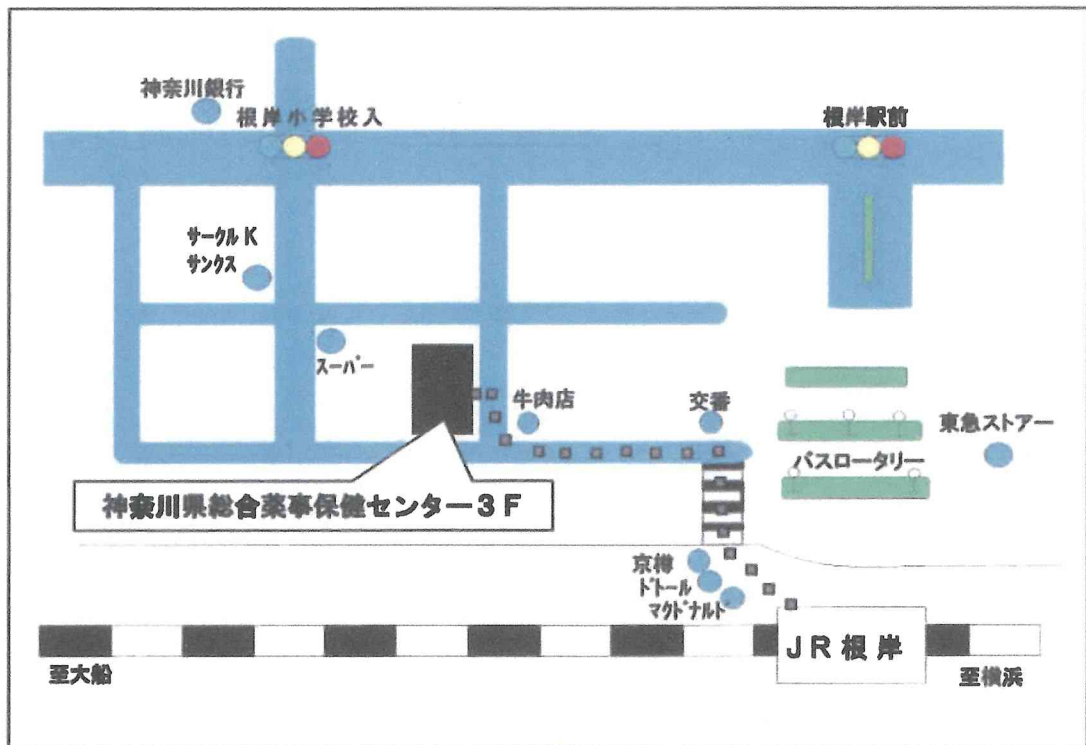 神奈川銀行
根岸小学校入
根岸駅前
サークルK
サンクス
スーパー
牛肉店
交番
東急ストアー
バスロータリー
神奈川県総合薬事保健センター3F
京樽
ドトール
マクドナルド
JR根岸
至大船
至横浜